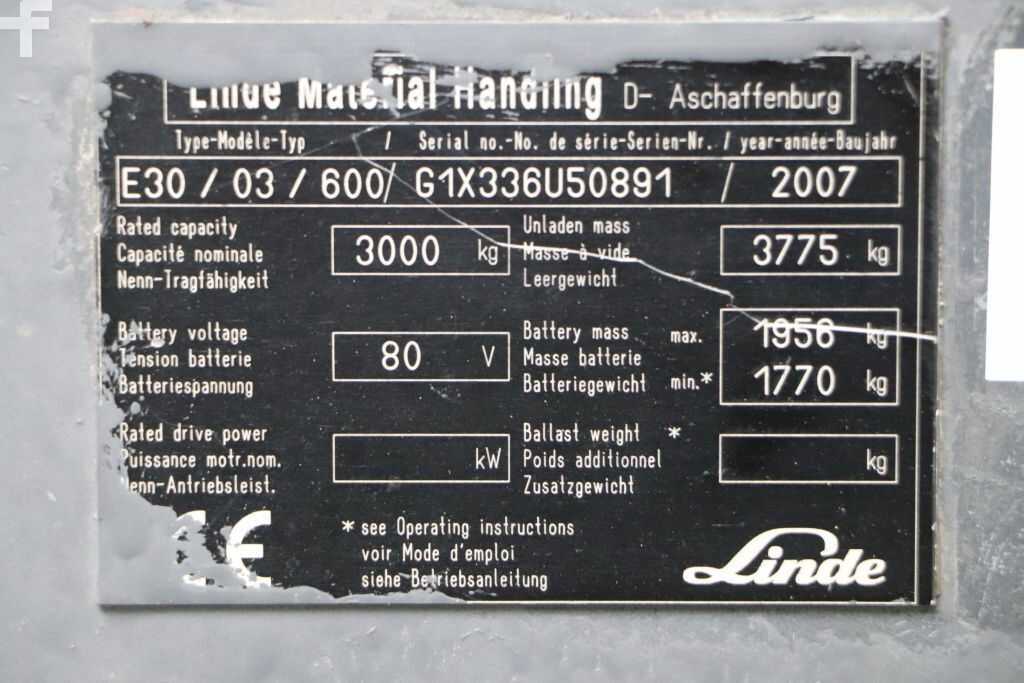 Linde Material Handling D- Aschaffenburg
Type-Modèle-Typ / Serial no.-No. de série-Serien-Nr. / year-année-Baujahr
E30 / 03 / 600 / G1X336U50891 / 2007
Rated capacity
Capacité nominale 3000 kg
Nenn-Tragfähigkeit
Unladen mass
Masse à vide 3775 kg
Leergewicht
Battery voltage
Tension batterie 80 V
Batteriespannung
Battery mass max. 1956 kg
Masse batterie
Batteriegewicht min.* 1770 kg
Rated drive power
Puissance motr.nom. kW
Nenn-Antriebsleist.
Ballast weight *
Poids additionnel kg
Zusatzgewicht
CE
* see Operating instructions
voir Mode d'emploi
siehe Betriebsanleitung
Linde